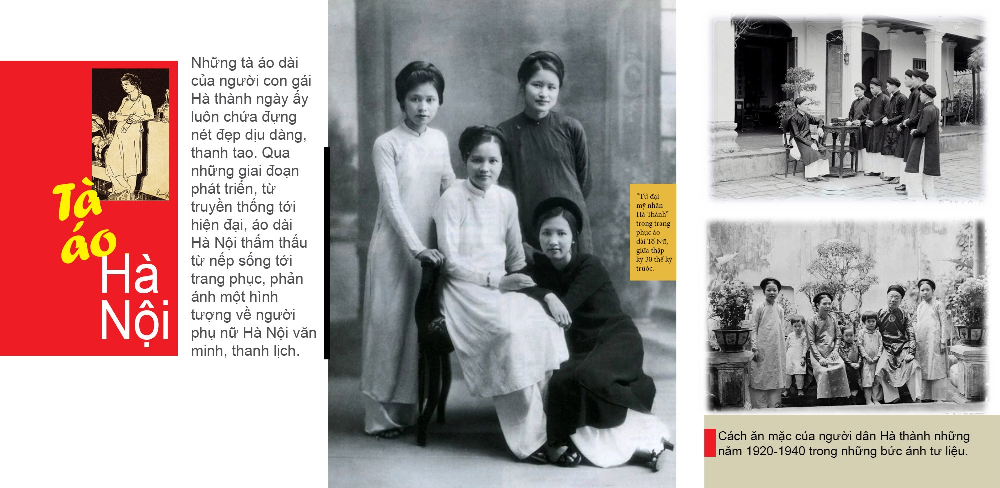 Tà
áo
Hà
Nội
Những tà áo dài
của người con gái
Hà thành ngày ấy
luôn chứa đựng
nét đẹp dịu dàng,
thanh tao. Qua
những giai đoạn
phát triển, từ
truyền thống tới
hiện đại, áo dài
Hà Nội thẩm thấu
từ nếp sống tới
trang phục, phản
ánh một hình
tượng về người
phụ nữ Hà Nội văn
minh, thanh lịch.
“Tứ đại
mỹ nhân
Hà Thành”
trong trang
phục áo
dài Tố Nữ,
giữa thập
kỷ 30 thế kỷ
trước.
Cách ăn mặc của người dân Hà thành những
năm 1920-1940 trong những bức ảnh tư liệu.